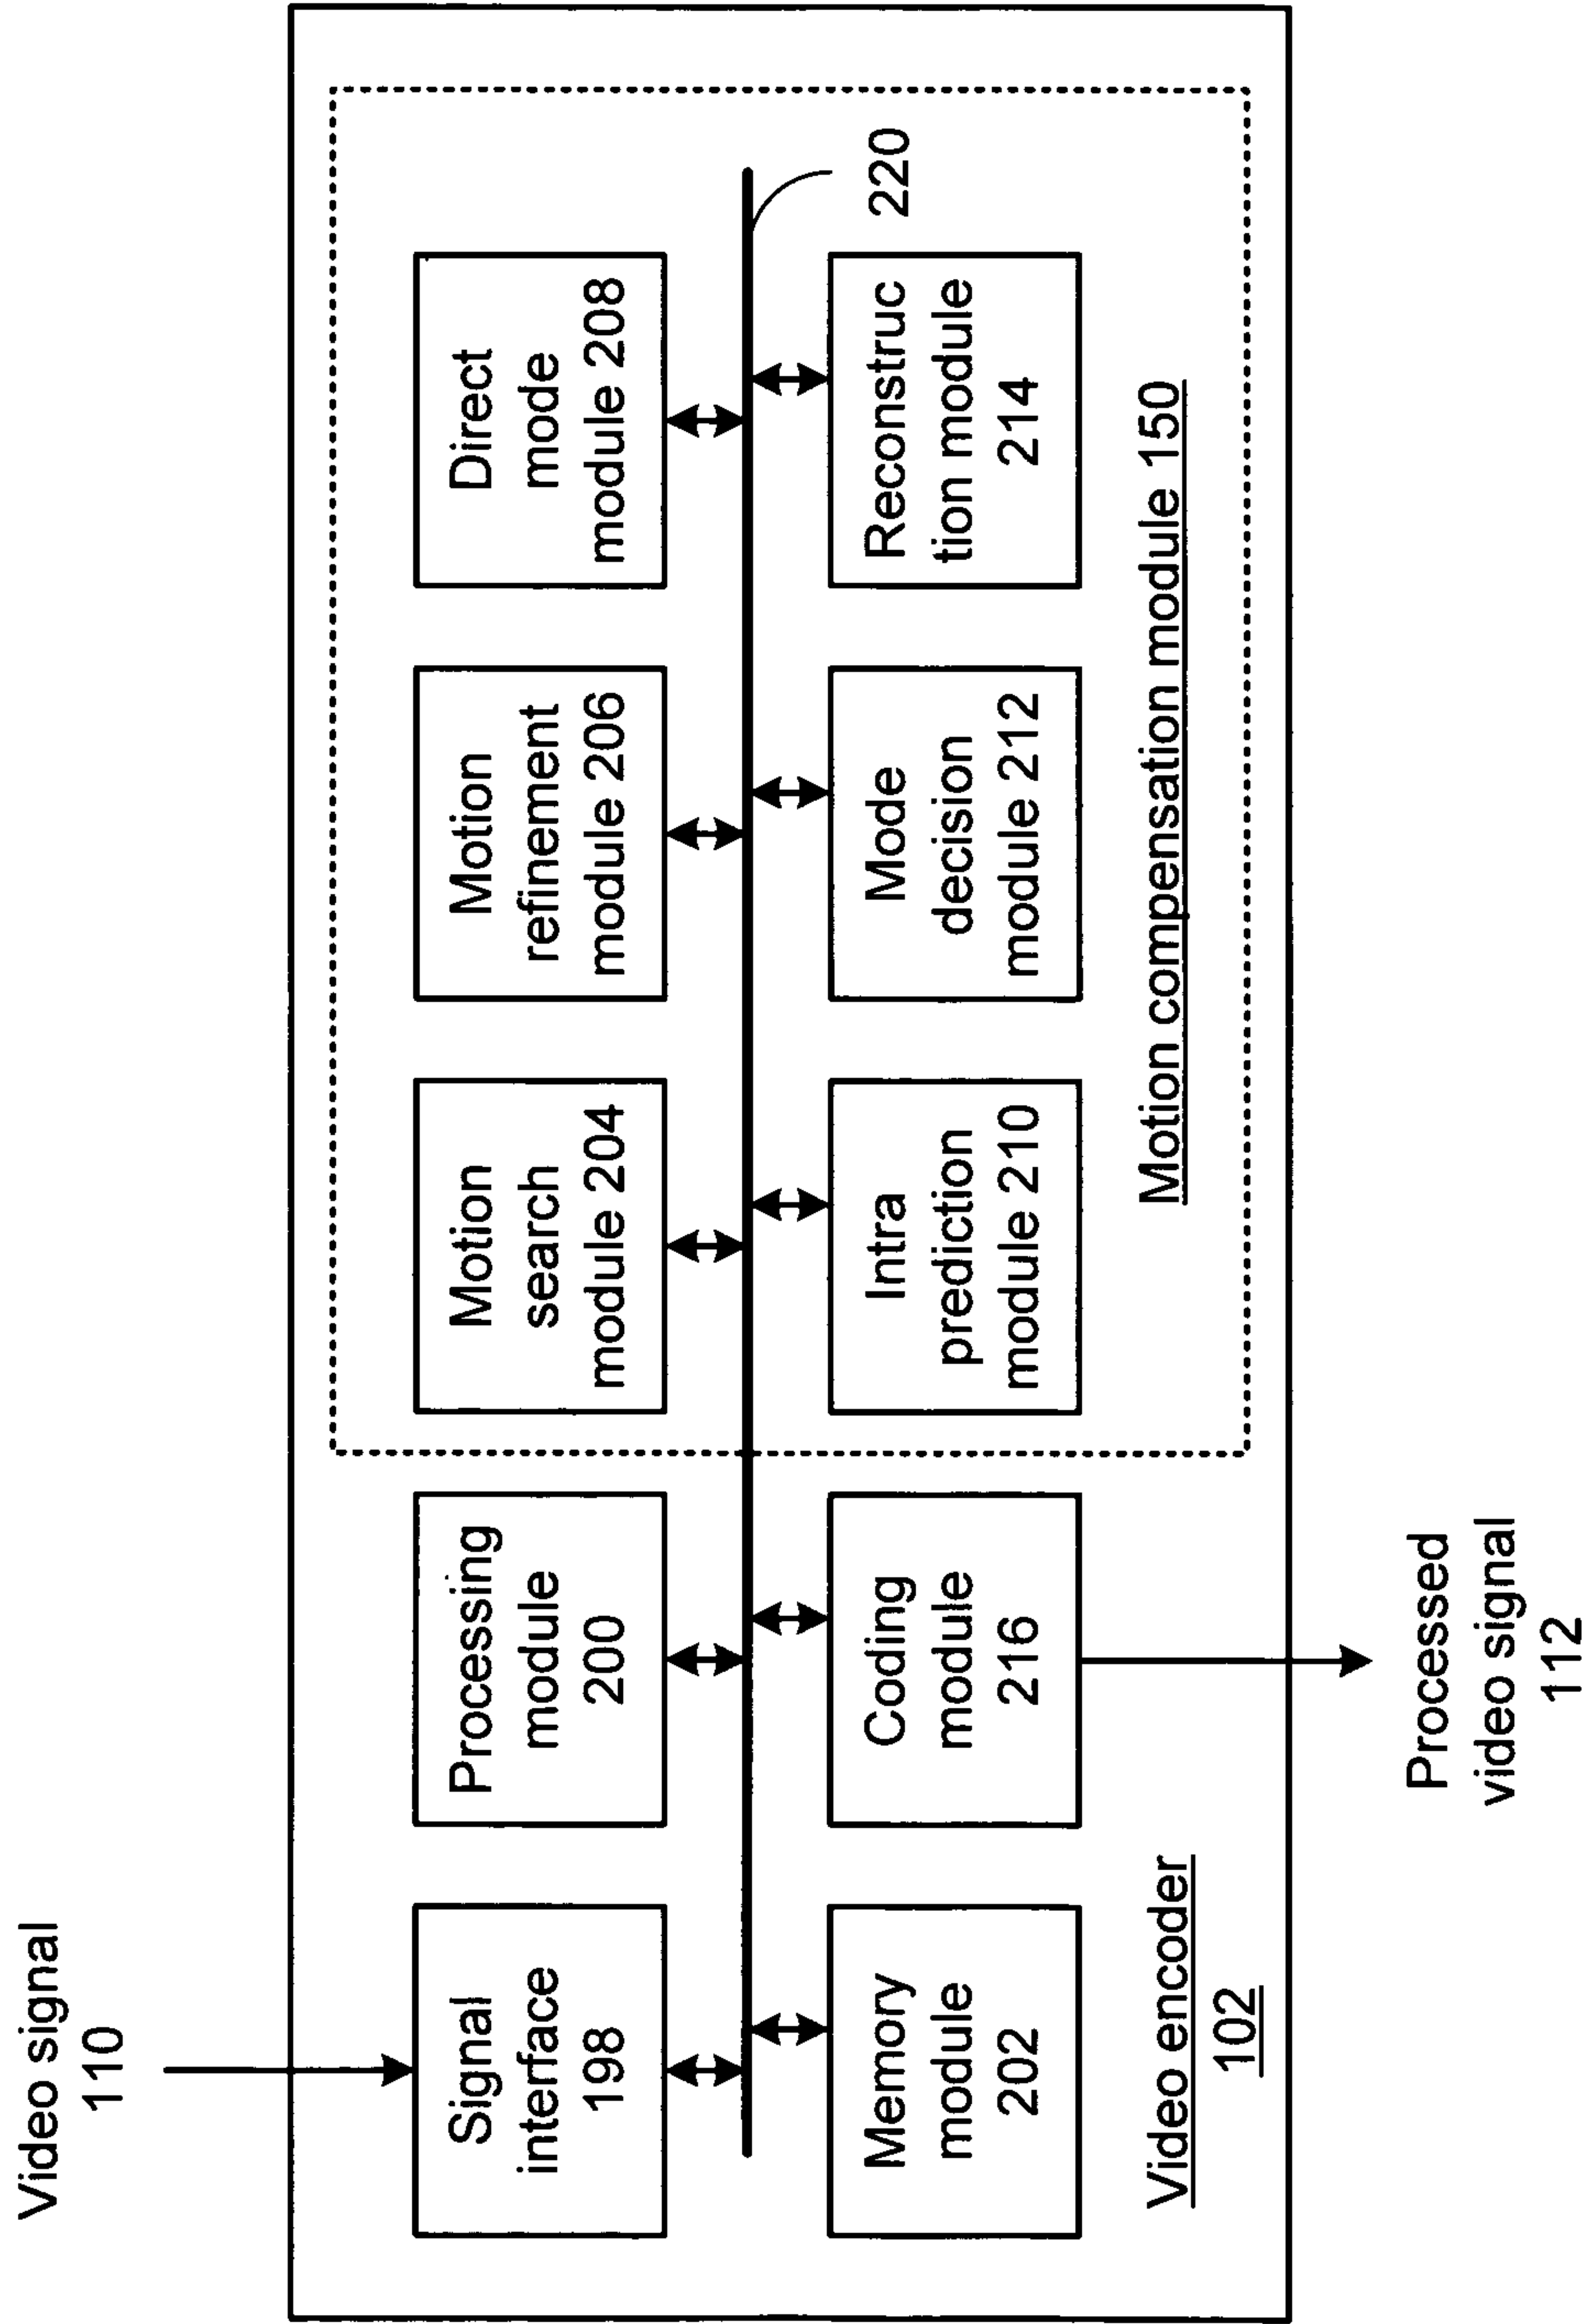 Video signal
110
Signal
interface
198
Processing
module
200
Motion
search
module 204
Motion
refinement
module 206
Direct
mode
module 208
220
Memory
module
202
Coding
module
216
Intra
prediction
module 210
Mode
decision
module 212
Reconstruc
tion module
214
Video encoder
102
Motion compensation module 150
Processed
video signal
112